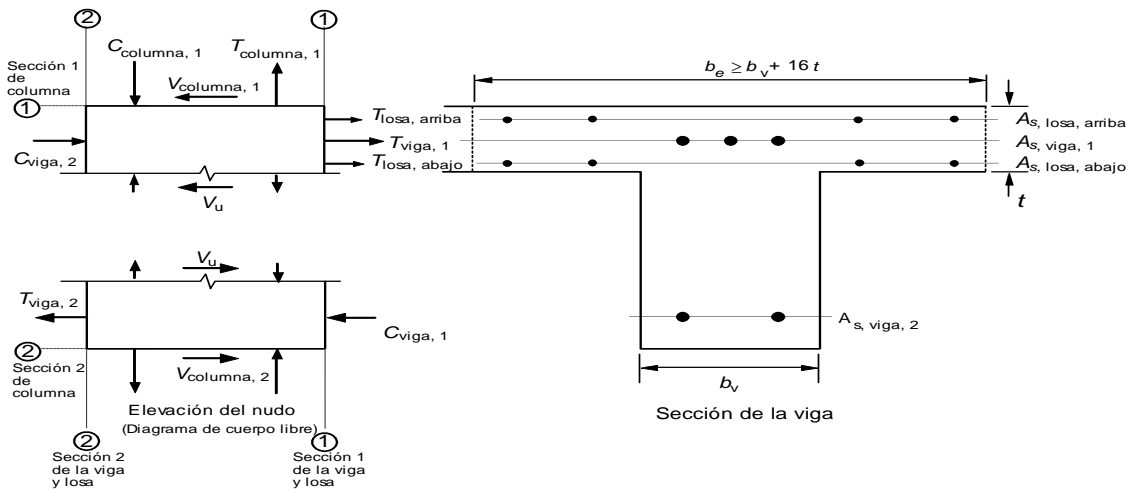 ② ①
C columna, 1
T columna, 1
Sección 1
de
columna
①
V columna, 1
T losa, arriba
C viga, 2
T viga, 1
T losa, abajo
V u
V u
T viga, 2
C viga, 1
②
Sección 2
de
columna
V columna, 2
Elevación del nudo
(Diagrama de cuerpo libre)
② ①
Sección 2
de la viga
y losa
Sección 1
de la viga
y losa
b e ≥ b v + 16 t
A s, losa, arriba
A s, viga, 1
A s, losa, abajo
t
A s, viga, 2
b v
Sección de la viga